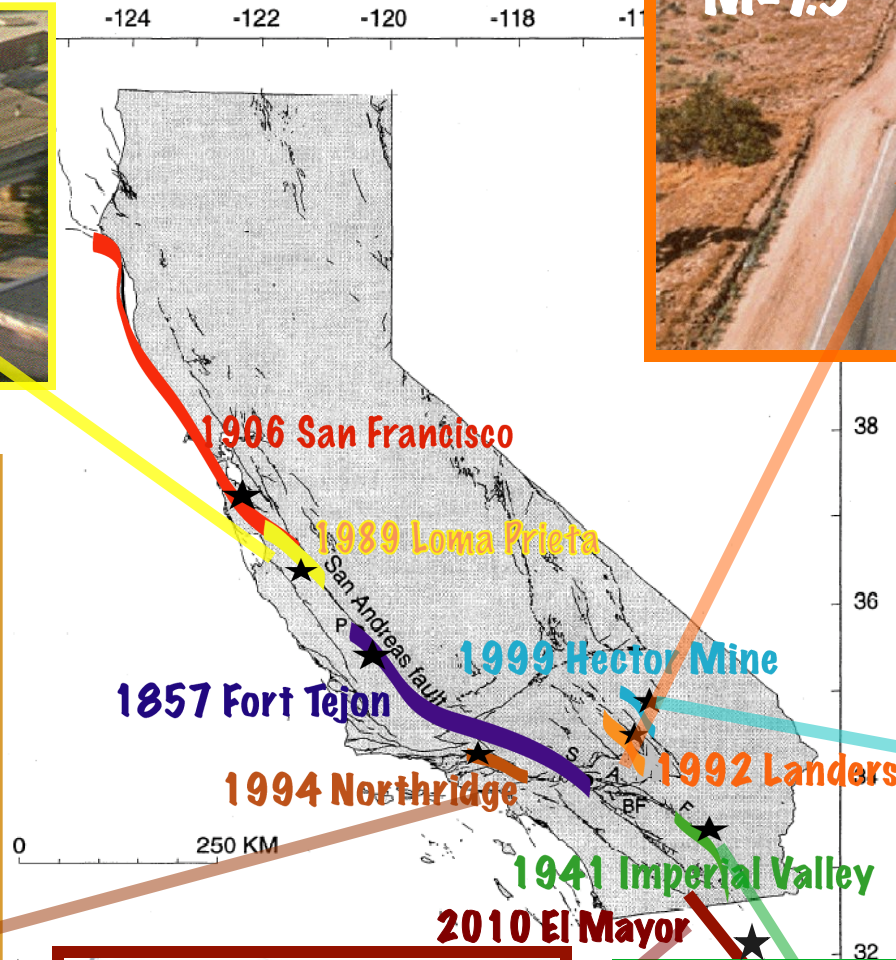 -124 -122 -120 -118
38
1906 San Francisco
1989 Loma Prieta
36
San Andreas fault
P
1999 Hector Mine
1857 Fort Tejon
S
A
F
1992 Landers
1994 Northridge
BF
0 250 KM
1941 Imperial Valley
2010 El Mayor
32